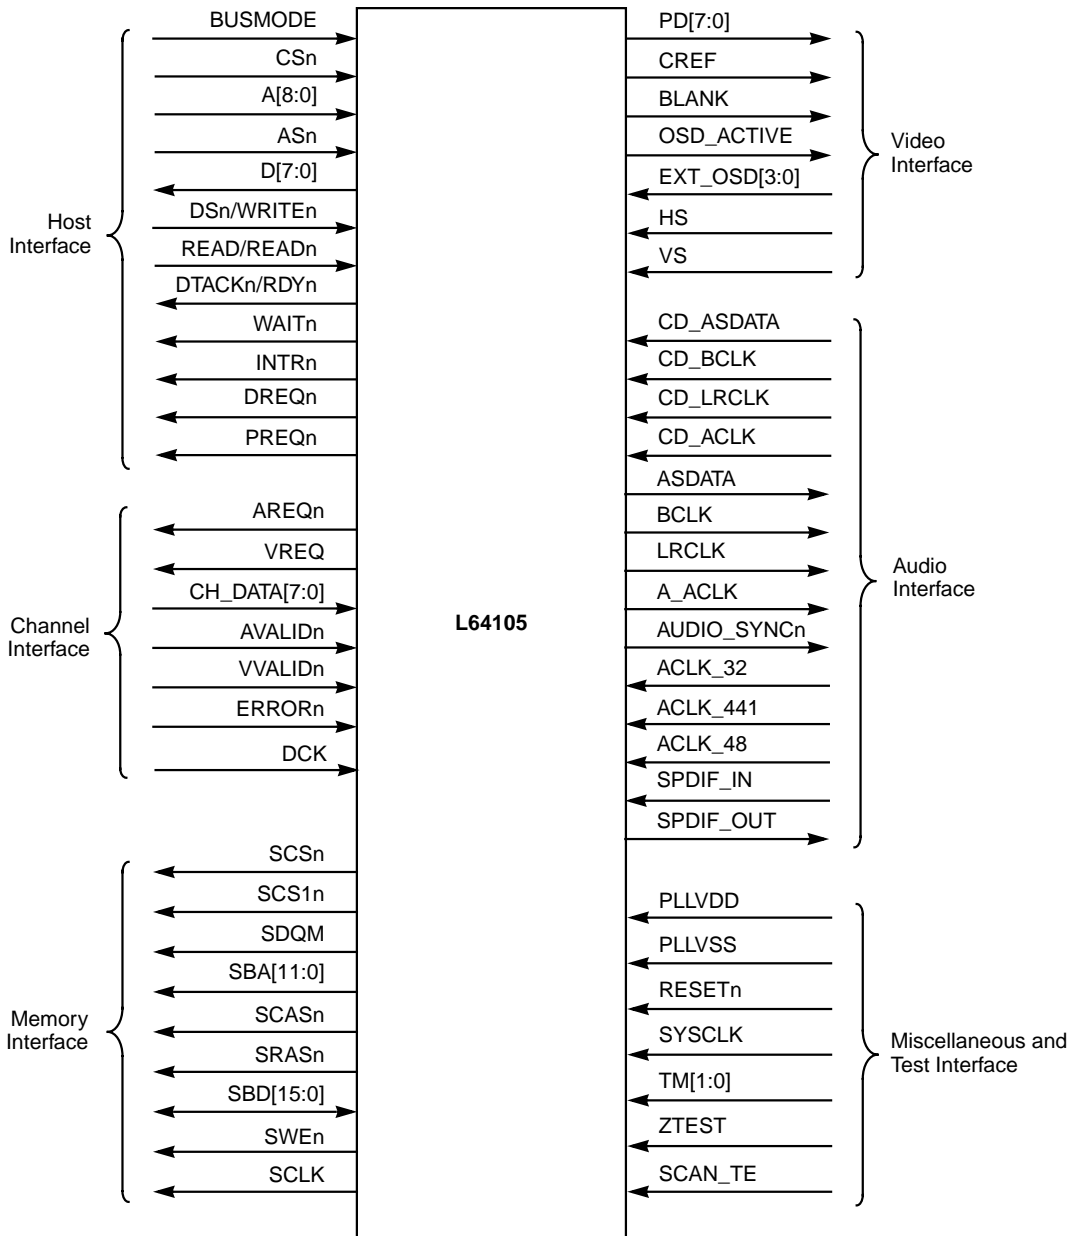 BUSMODE
CSn
A[8:0]
ASn
D[7:0]
DSn/WRITEn
READ/READn
DTACKn/RDYn
WAITn
INTRn
DREQn
PREQn
Host
Interface
AREQn
VREQ
CH_DATA[7:0]
AVALIDn
VVALIDn
ERRORn
DCK
Channel
Interface
SCSn
SCS1n
SDQM
SBA[11:0]
SCASn
SRASn
SBD[15:0]
SWEn
SCLK
Memory
Interface
L64105
PD[7:0]
CREF
BLANK
OSD_ACTIVE
EXT_OSD[3:0]
HS
VS
Video
Interface
CD_ASDATA
CD_BCLK
CD_LRCLK
CD_ACLK
ASDATA
BCLK
LRCLK
A_ACLK
AUDIO_SYNCn
ACLK_32
ACLK_441
ACLK_48
SPDIF_IN
SPDIF_OUT
Audio
Interface
PLLVDD
PLLVSS
RESETn
SYSCLK
TM[1:0]
ZTEST
SCAN_TE
Miscellaneous and
Test Interface